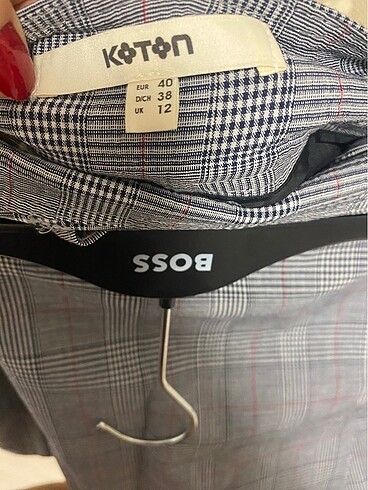 KOTON
EUR 40
D/CH 38
UK 12
BOSS